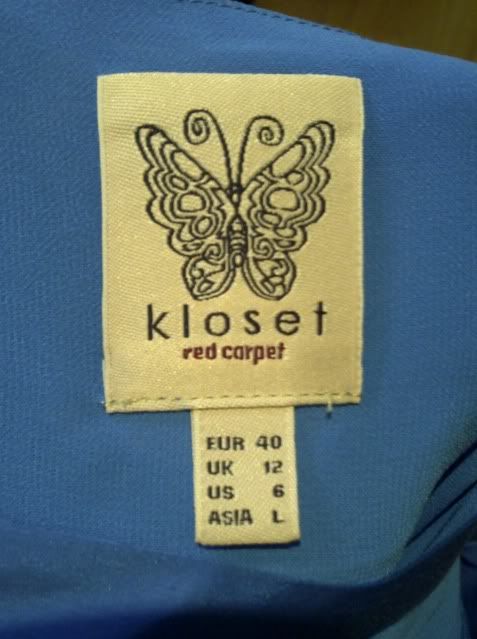 kloset
red carpet
EUR 40
UK 12
US 6
ASIA L